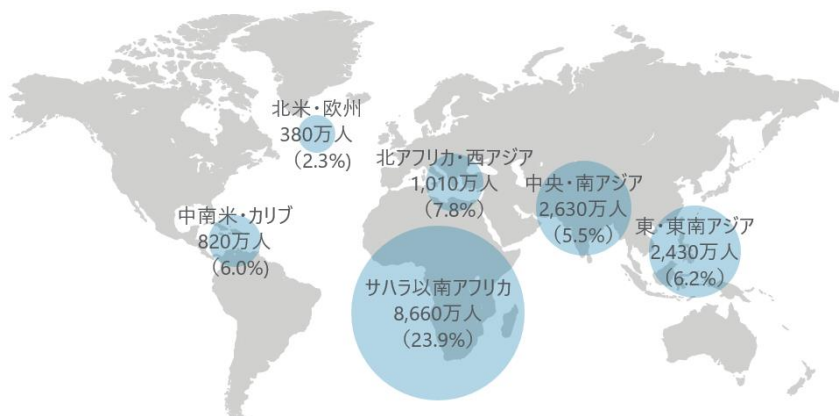 北米・欧州
380万人
(2.3%)
北アフリカ・西アジア
1,010万人
(7.8%)
中央・南アジア
2,630万人
(5.5%)
中南米・カリブ
820万人
(6.0%)
東・東南アジア
2,430万人
(6.2%)
サハラ以南アフリカ
8,660万人
(23.9%)